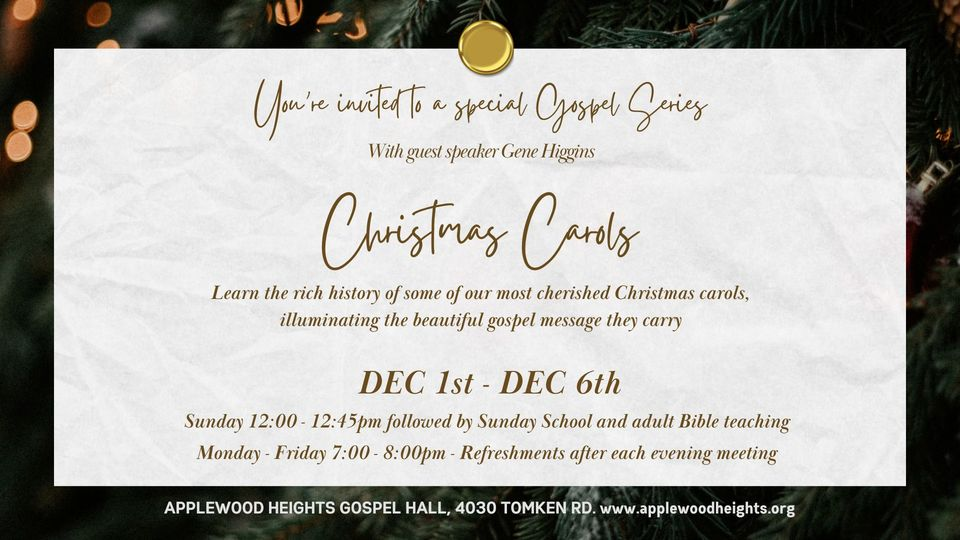 You're invited to a special Gospel Series
With guest speaker Gene Higgins
Christmas Carols
Learn the rich history of some of our most cherished Christmas carols,
illuminating the beautiful gospel message they carry
DEC 1st - DEC 6th
Sunday 12:00 - 12:45pm followed by Sunday School and adult Bible teaching
Monday - Friday 7:00 - 8:00pm - Refreshments after each evening meeting
APPLEWOOD HEIGHTS GOSPEL HALL, 4030 TOMKEN RD. www.applewoodheights.org